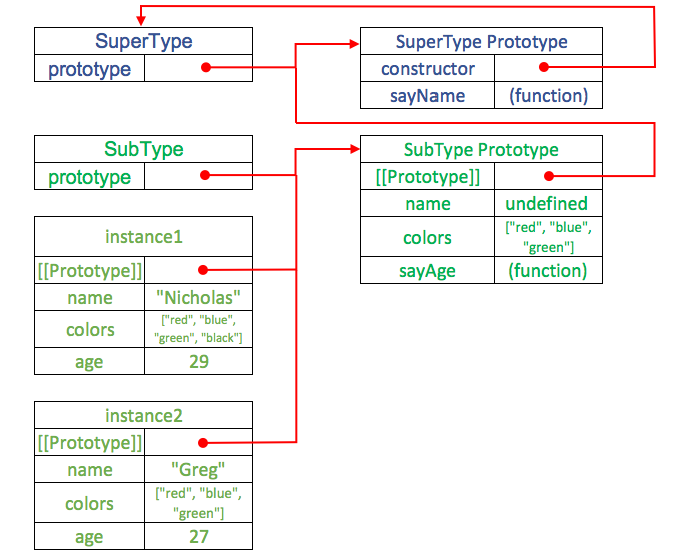 SuperType
prototype
SuperType Prototype
constructor
sayName (function)
SubType
prototype
SubType Prototype
[[Prototype]]
name undefined
colors ["red", "blue",
"green"]
sayAge (function)
instance1
[[Prototype]]
name "Nicholas"
colors ["red", "blue",
"green", "black"]
age 29
instance2
[[Prototype]]
name "Greg"
colors ["red", "blue",
"green"]
age 27